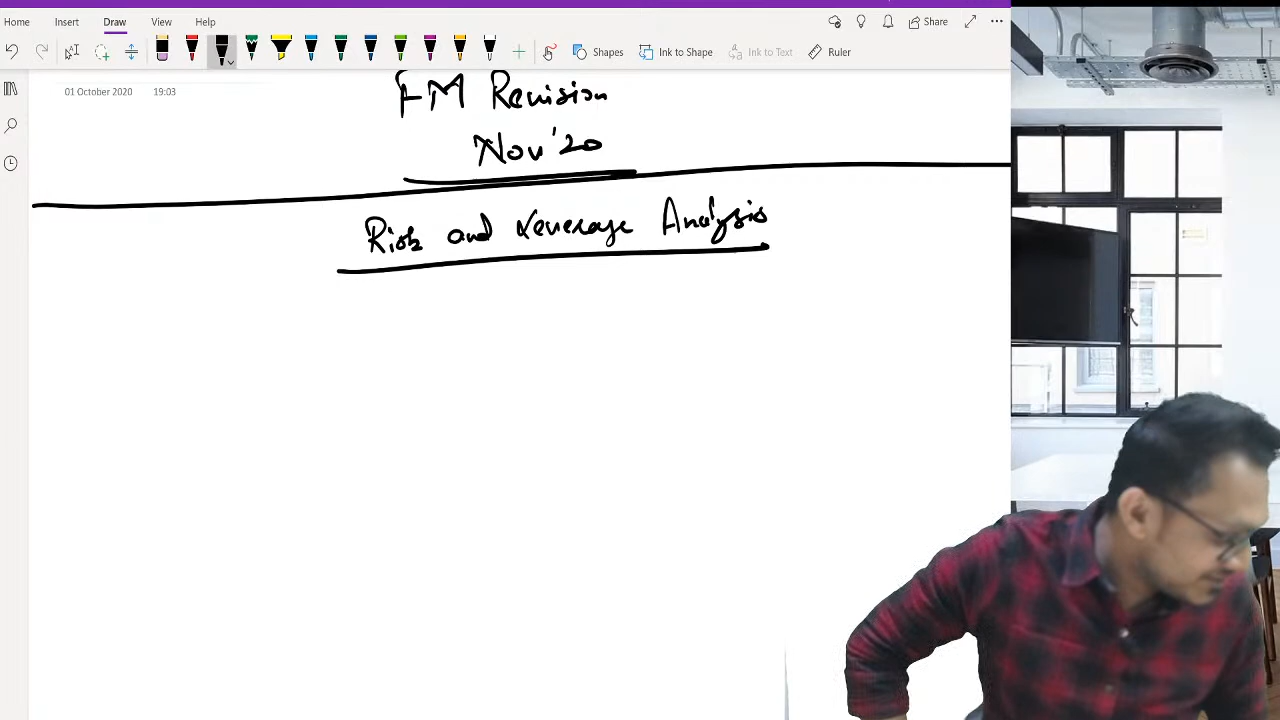 Home Insert Draw View Help
Share
Shapes Ink to Shape Ink to Text Ruler
01 October 2020 19:03
FM Revision
Nov'20
Risk and Leverage Analysis